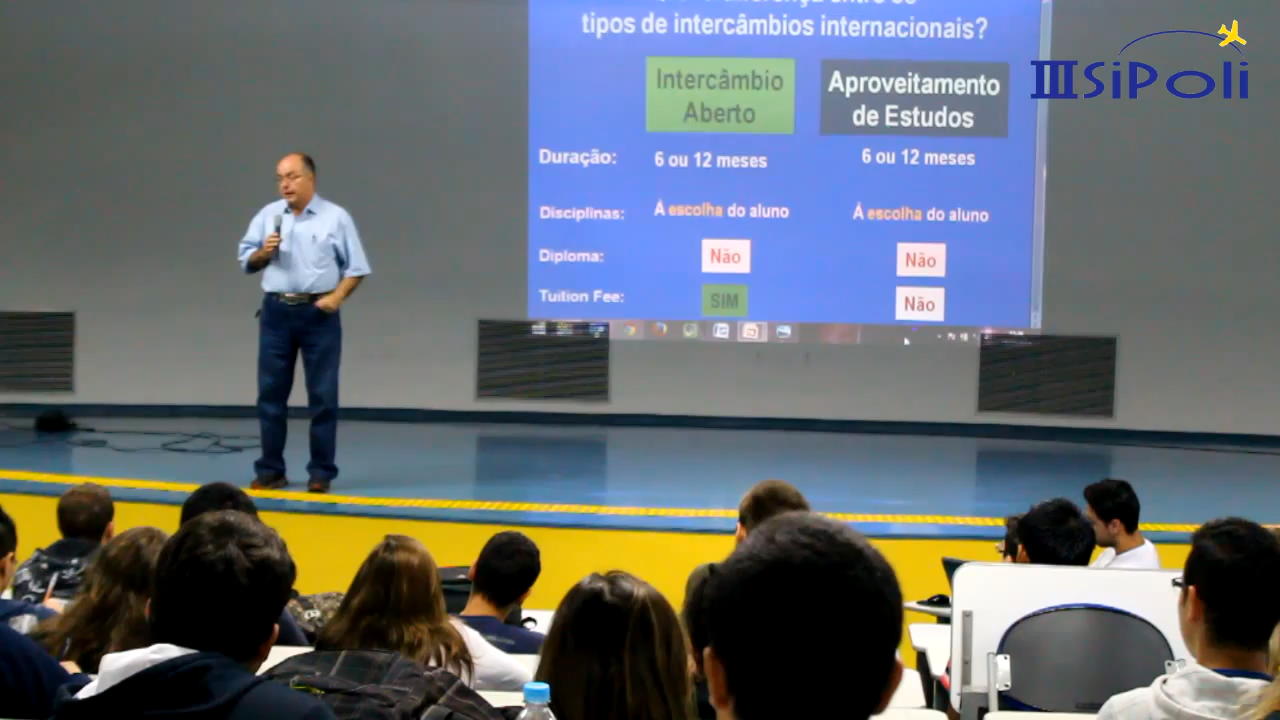 tipos de intercâmbios internacionais?
Intercâmbio
Aberto
Aproveitamento
de Estudos
Duração: 6 ou 12 meses 6 ou 12 meses
Disciplinas: À escolha do aluno À escolha do aluno
Diploma: Não Não
Tuition Fee: SIM Não
IIISiPoli